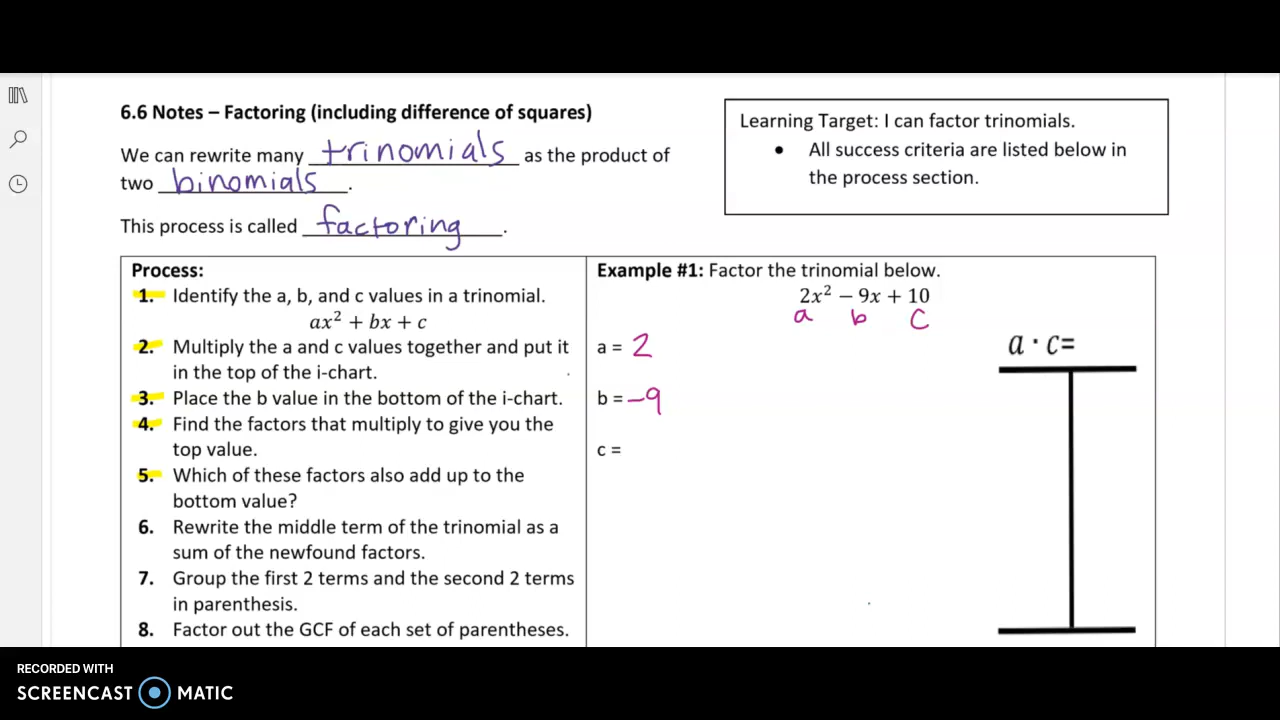 6.6 Notes – Factoring (including difference of squares)
We can rewrite many trinomials as the product of
two binomials.
This process is called factoring.
Learning Target: I can factor trinomials.
• All success criteria are listed below in
the process section.
Process:
1. Identify the a, b, and c values in a trinomial.
ax² + bx + c
2. Multiply the a and c values together and put it
in the top of the i-chart.
3. Place the b value in the bottom of the i-chart.
4. Find the factors that multiply to give you the
top value.
5. Which of these factors also add up to the
bottom value?
6. Rewrite the middle term of the trinomial as a
sum of the newfound factors.
7. Group the first 2 terms and the second 2 terms
in parenthesis.
8. Factor out the GCF of each set of parentheses.
Example #1: Factor the trinomial below.
2x² − 9x + 10
a b c
a = 2
b = -9
c =
a · c=
RECORDED WITH
SCREENCAST MATIC